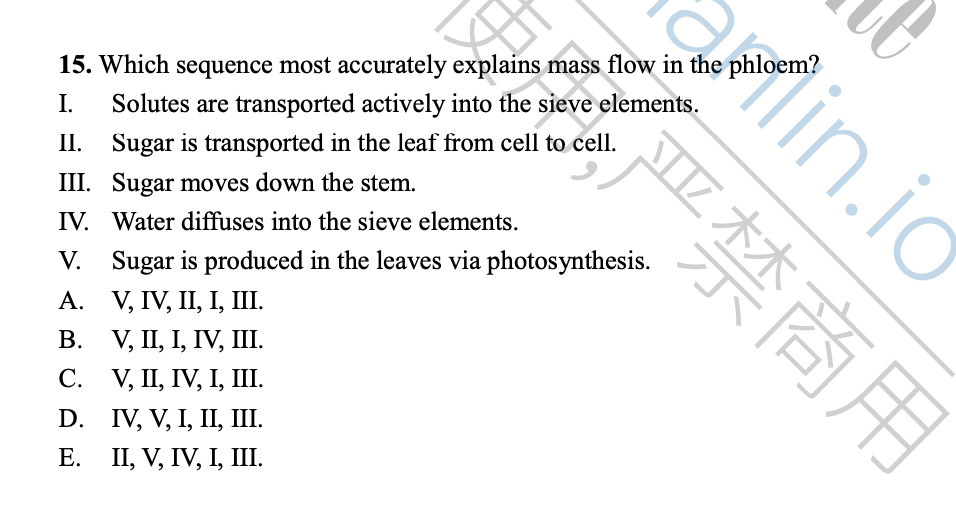 15. Which sequence most accurately explains mass flow in the phloem?
I. Solutes are transported actively into the sieve elements.
II. Sugar is transported in the leaf from cell to cell.
III. Sugar moves down the stem.
IV. Water diffuses into the sieve elements.
V. Sugar is produced in the leaves via photosynthesis.
A. V, IV, II, I, III.
B. V, II, I, IV, III.
C. V, II, IV, I, III.
D. IV, V, I, II, III.
E. II, V, IV, I, III.
使用,严禁商用
anlin.io